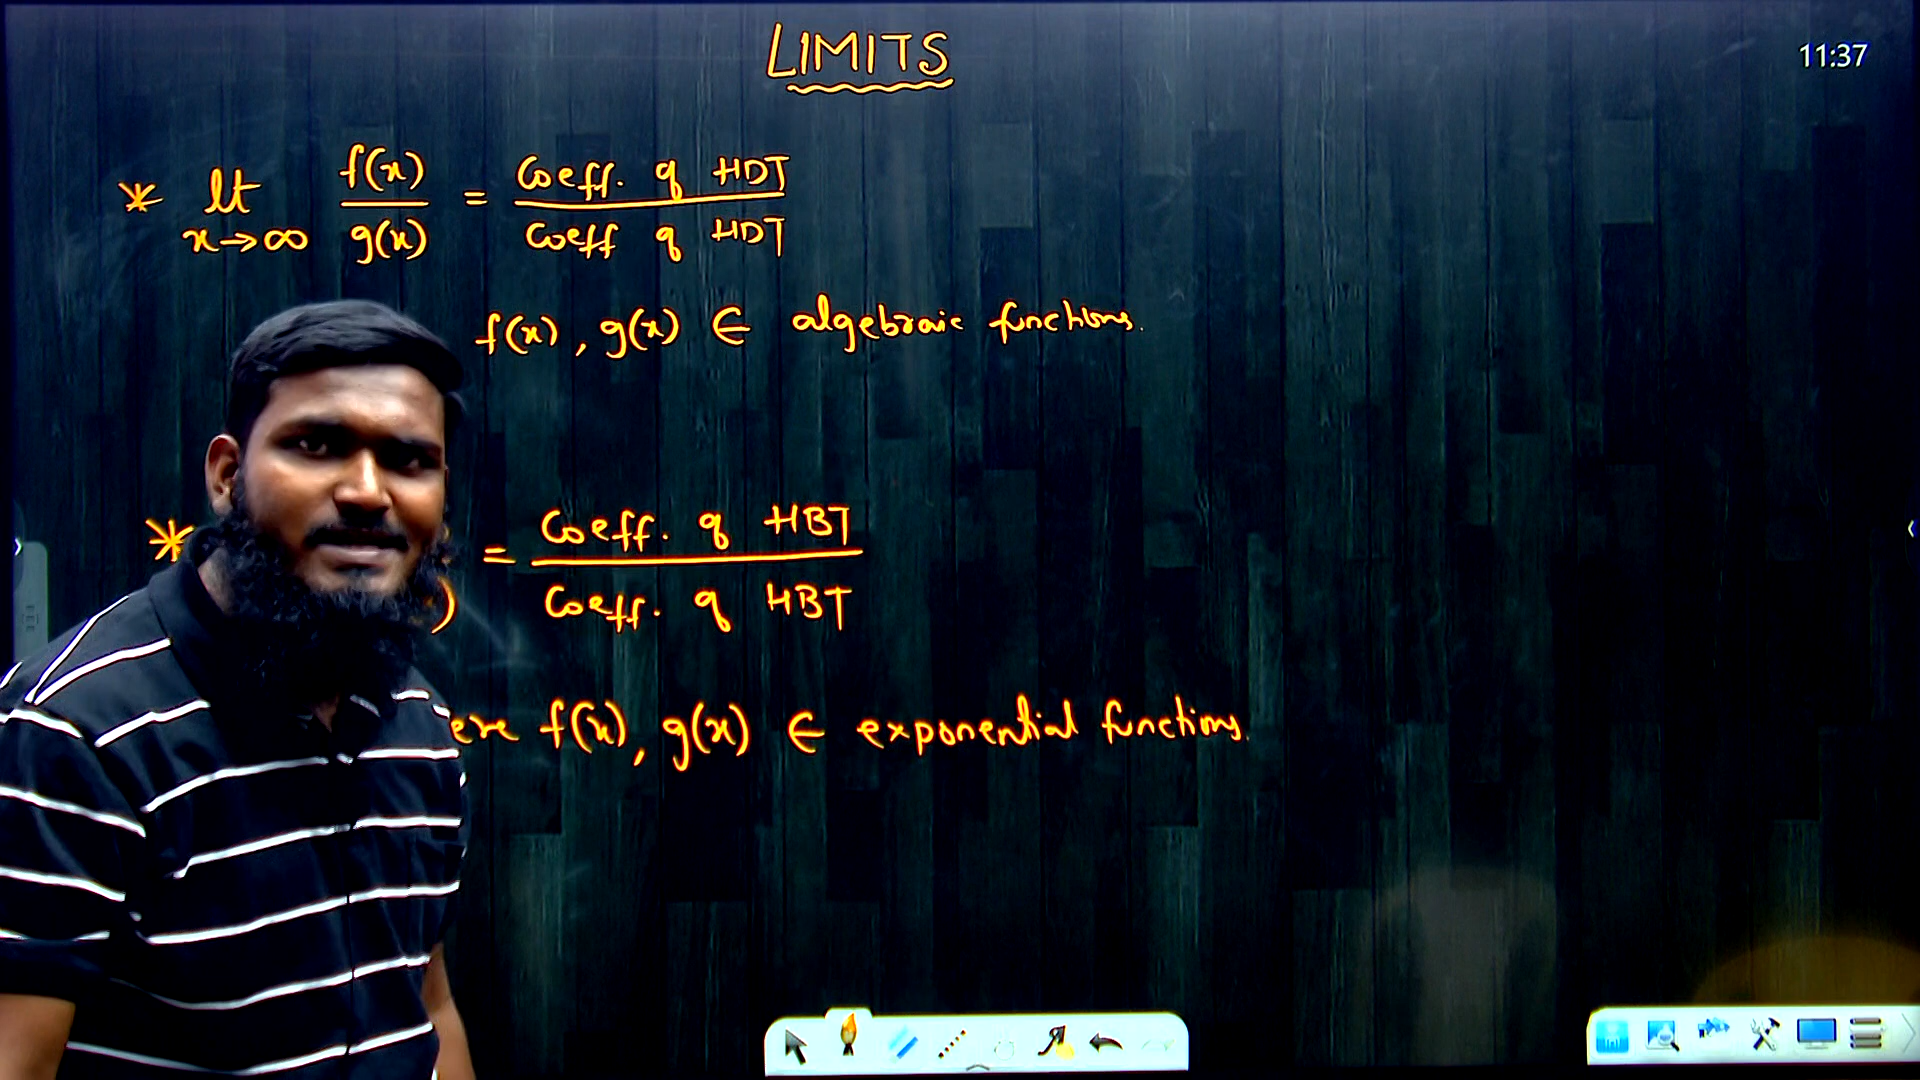 LIMITS
11:37
* lt f(x) = Coeff. of HDT
x→∞ g(x) Coeff of HDT
f(x), g(x) ∈ algebraic functions.
* = Coeff. of HBT
) Coeff. of HBT
ere f(x), g(x) ∈ exponential functions.